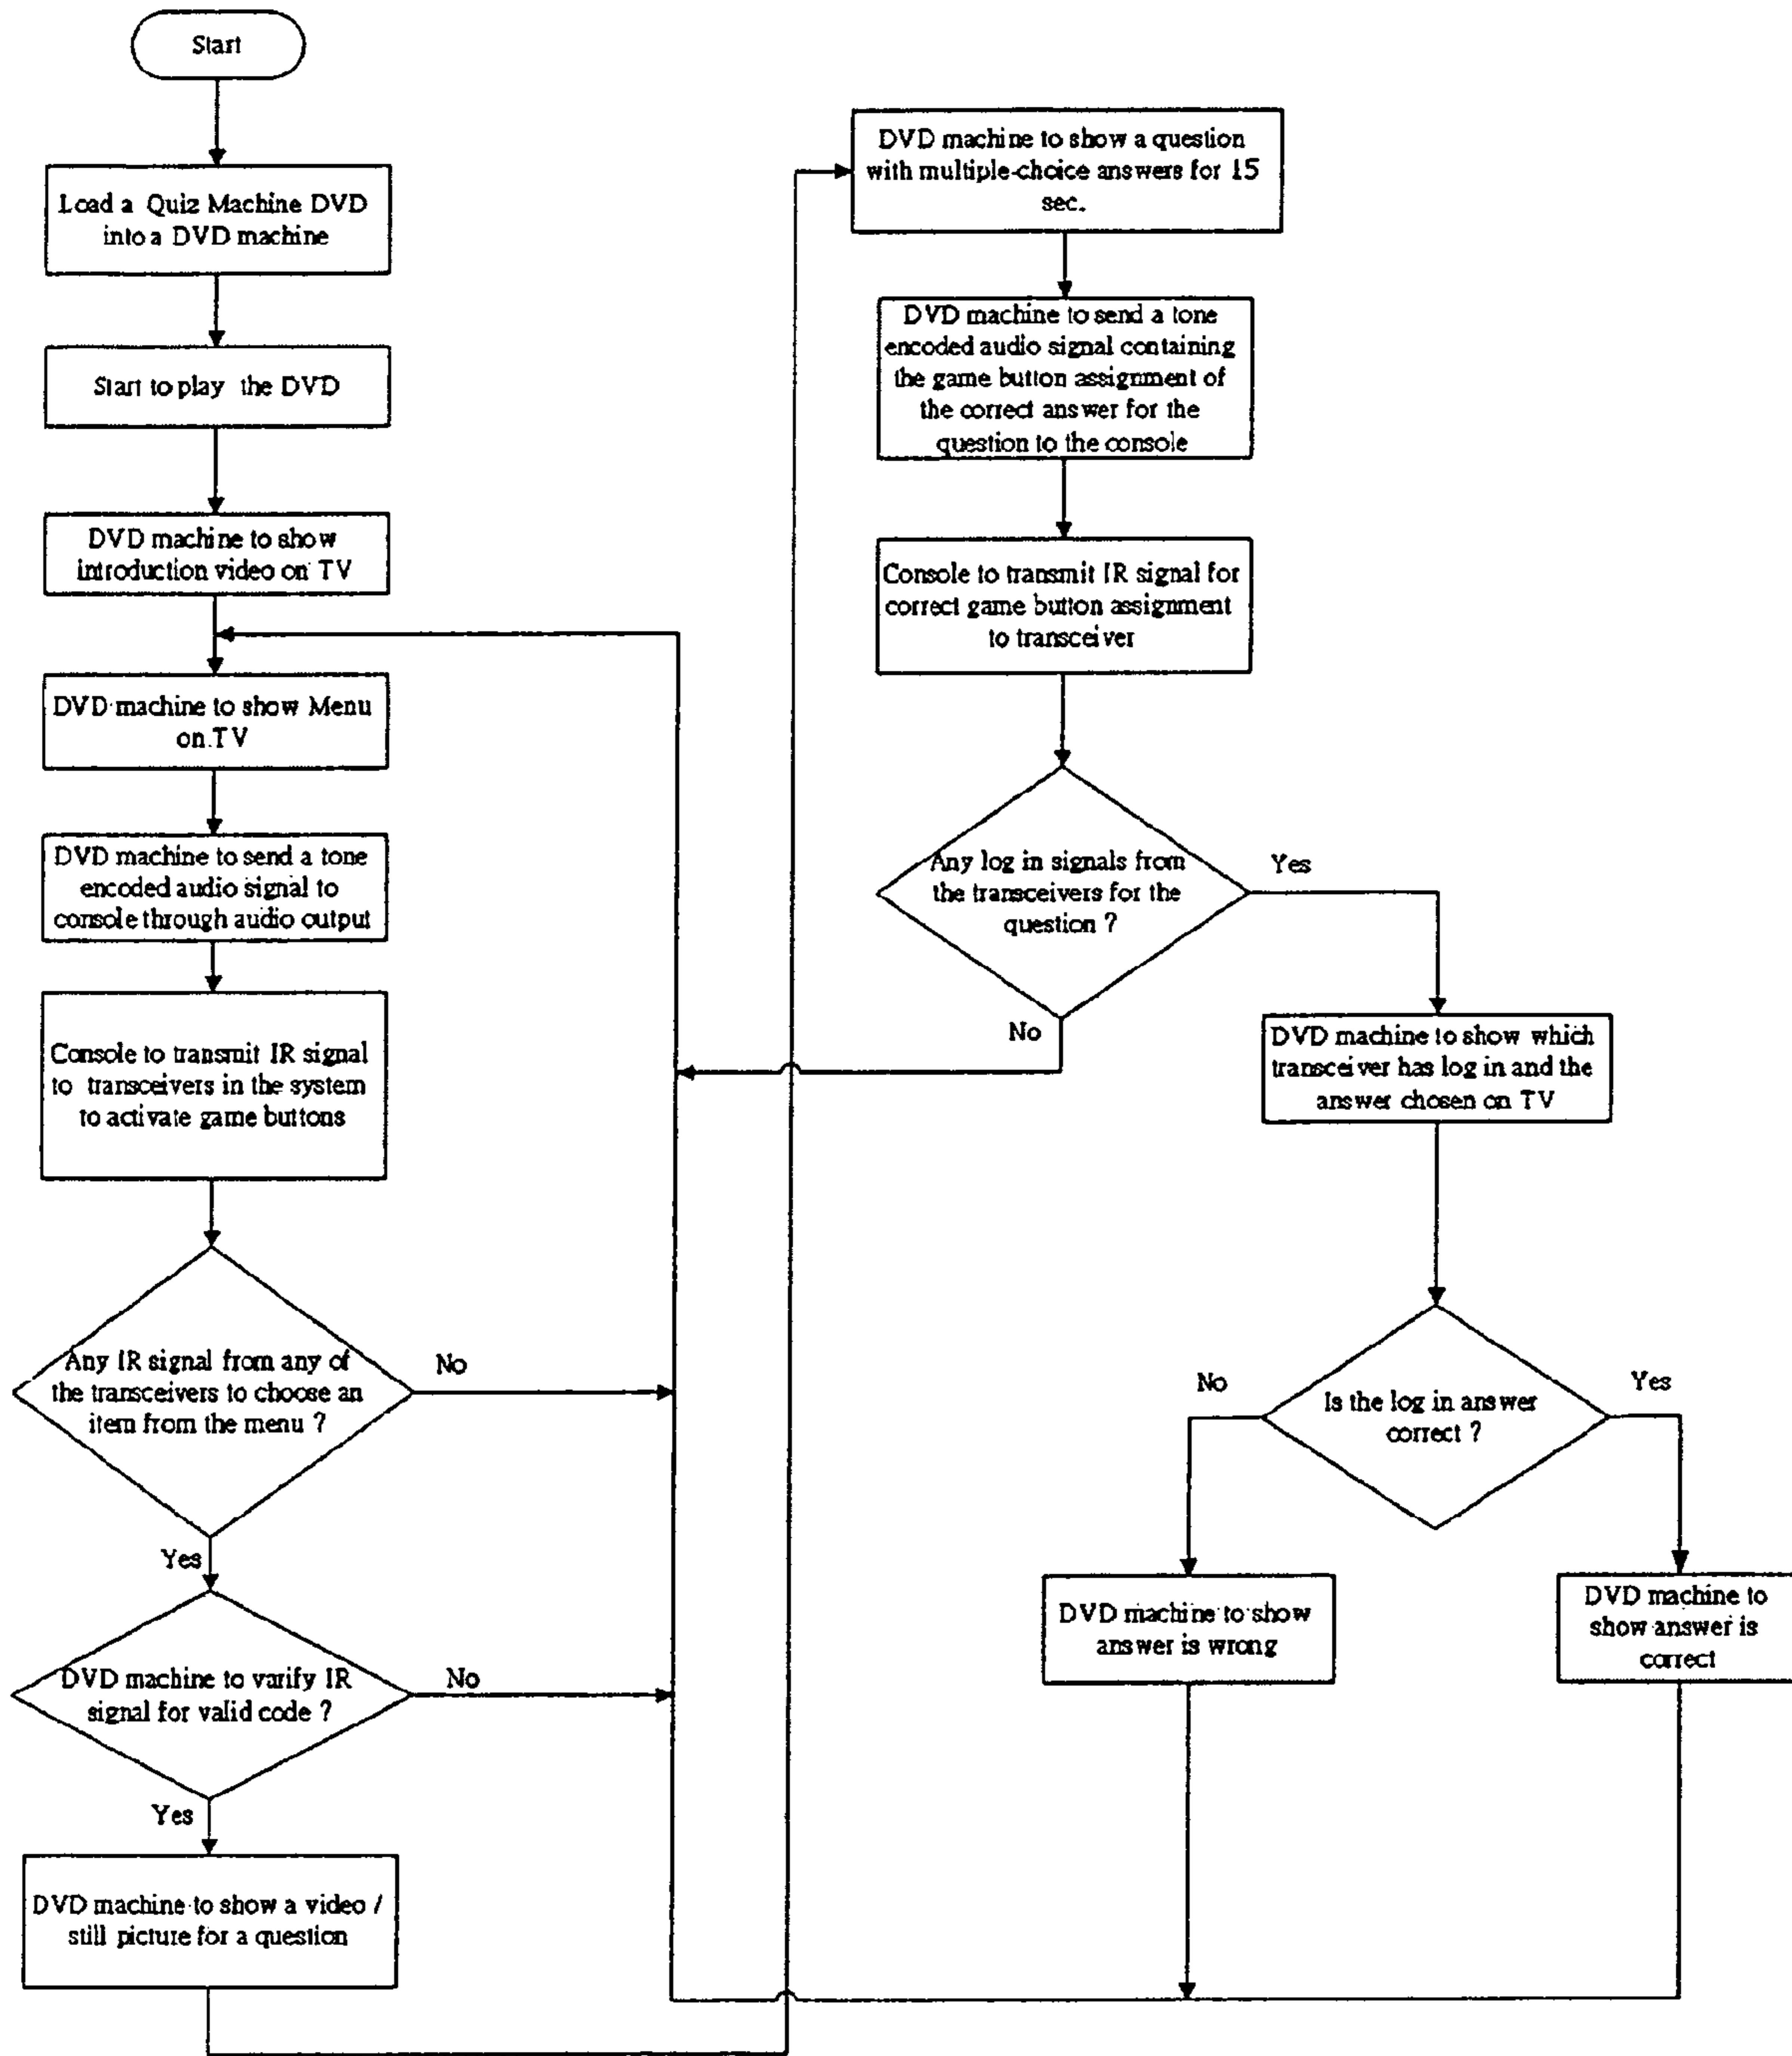 Start
Load a Quiz Machine DVD
into a DVD machine
Start to play the DVD
DVD machine to show
introduction video on TV
DVD machine to show Menu
on TV
DVD machine to send a tone
encoded audio signal to
console through audio output
Console to transmit IR signal
to transceivers in the system
to activate game buttons
Any IR signal from any of
the transceivers to choose an
item from the menu ?
No
Yes
DVD machine to varify IR
signal for valid code ?
No
Yes
DVD machine to show a video /
still picture for a question
DVD machine to show a question
with multiple-choice answers for 15
sec.
DVD machine to send a tone
encoded audio signal containing
the game button assignment of
the correct answer for the
question to the console
Console to transmit IR signal for
correct game button assignment
to transceiver
Any log in signals from
the transceivers for the
question ?
Yes
No
DVD machine to show which
transceiver has log in and the
answer chosen on TV
Is the log in answer
correct ?
No
Yes
DVD machine to show
answer is wrong
DVD machine to
show answer is
correct